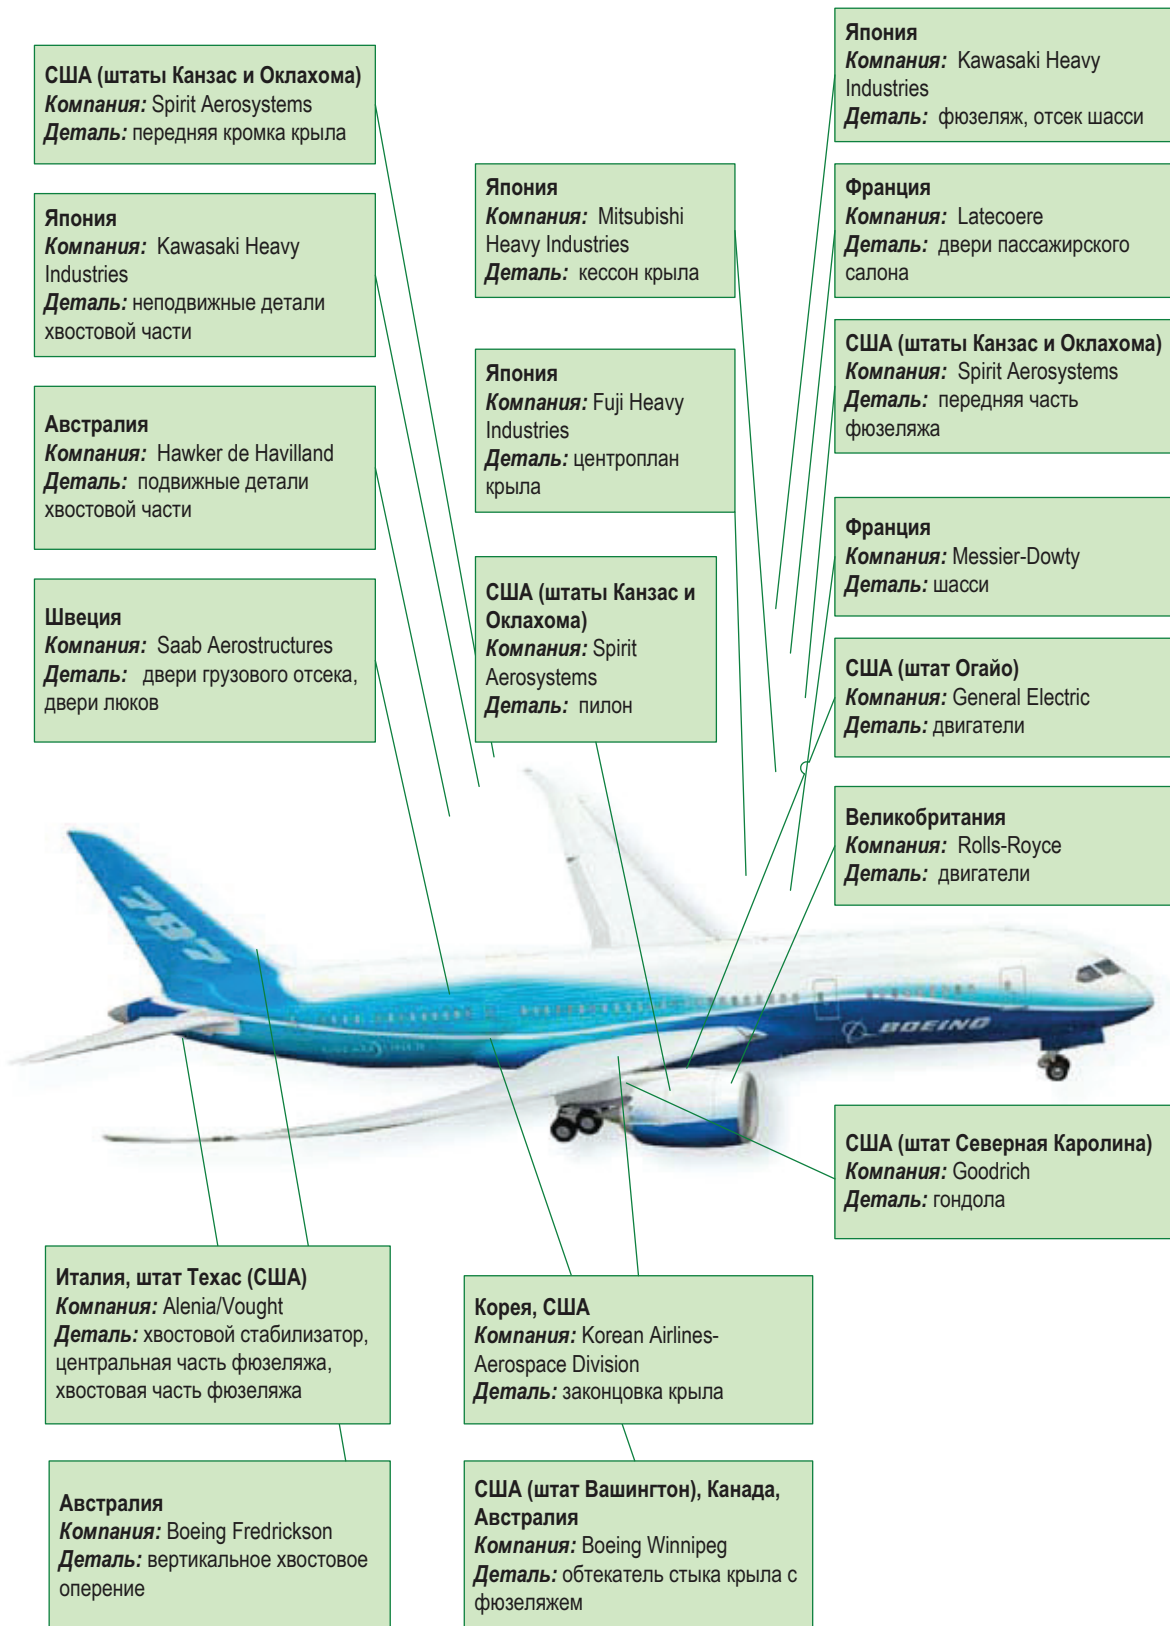 США (штаты Канзас и Оклахома)
Компания: Spirit Aerosystems
Деталь: передняя кромка крыла
Япония
Компания: Kawasaki Heavy
Industries
Деталь: неподвижные детали
хвостовой части
Австралия
Компания: Hawker de Havilland
Деталь: подвижные детали
хвостовой части
Швеция
Компания: Saab Aerostructures
Деталь: двери грузового отсека,
двери люков
Япония
Компания: Mitsubishi
Heavy Industries
Деталь: кессон крыла
Япония
Компания: Fuji Heavy
Industries
Деталь: центроплан
крыла
США (штаты Канзас и
Оклахома)
Компания: Spirit
Aerosystems
Деталь: пилон
Япония
Компания: Kawasaki Heavy
Industries
Деталь: фюзеляж, отсек шасси
Франция
Компания: Latecoere
Деталь: двери пассажирского
салона
США (штаты Канзас и Оклахома)
Компания: Spirit Aerosystems
Деталь: передняя часть
фюзеляжа
Франция
Компания: Messier-Dowty
Деталь: шасси
США (штат Огайо)
Компания: General Electric
Деталь: двигатели
Великобритания
Компания: Rolls-Royce
Деталь: двигатели
787
BOEING
США (штат Северная Каролина)
Компания: Goodrich
Деталь: гондола
Италия, штат Техас (США)
Компания: Alenia/Vought
Деталь: хвостовой стабилизатор,
центральная часть фюзеляжа,
хвостовая часть фюзеляжа
Корея, США
Компания: Korean Airlines-
Aerospace Division
Деталь: законцовка крыла
Австралия
Компания: Boeing Fredrickson
Деталь: вертикальное хвостовое
оперение
США (штат Вашингтон), Канада,
Австралия
Компания: Boeing Winnipeg
Деталь: обтекатель стыка крыла с
фюзеляжем